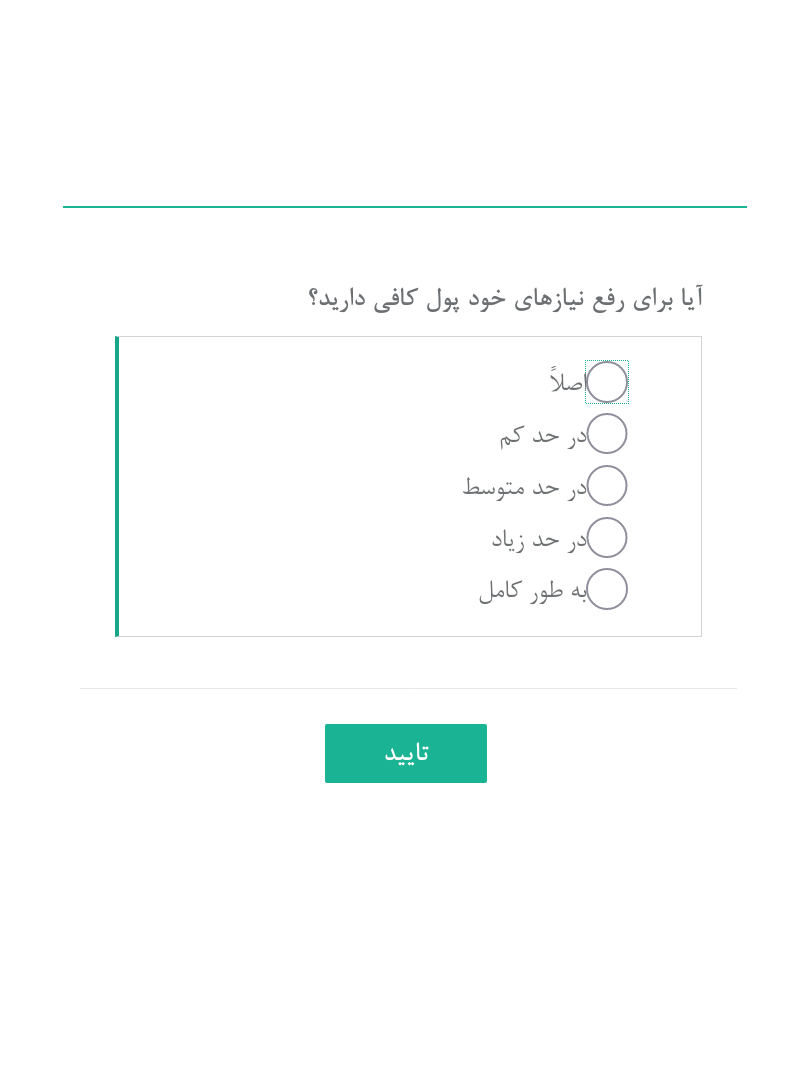 آیا برای رفع نیازهای خود پول کافی دارید؟
اصلاً
در حد کم
در حد متوسط
در حد زیاد
به طور کامل
تایید